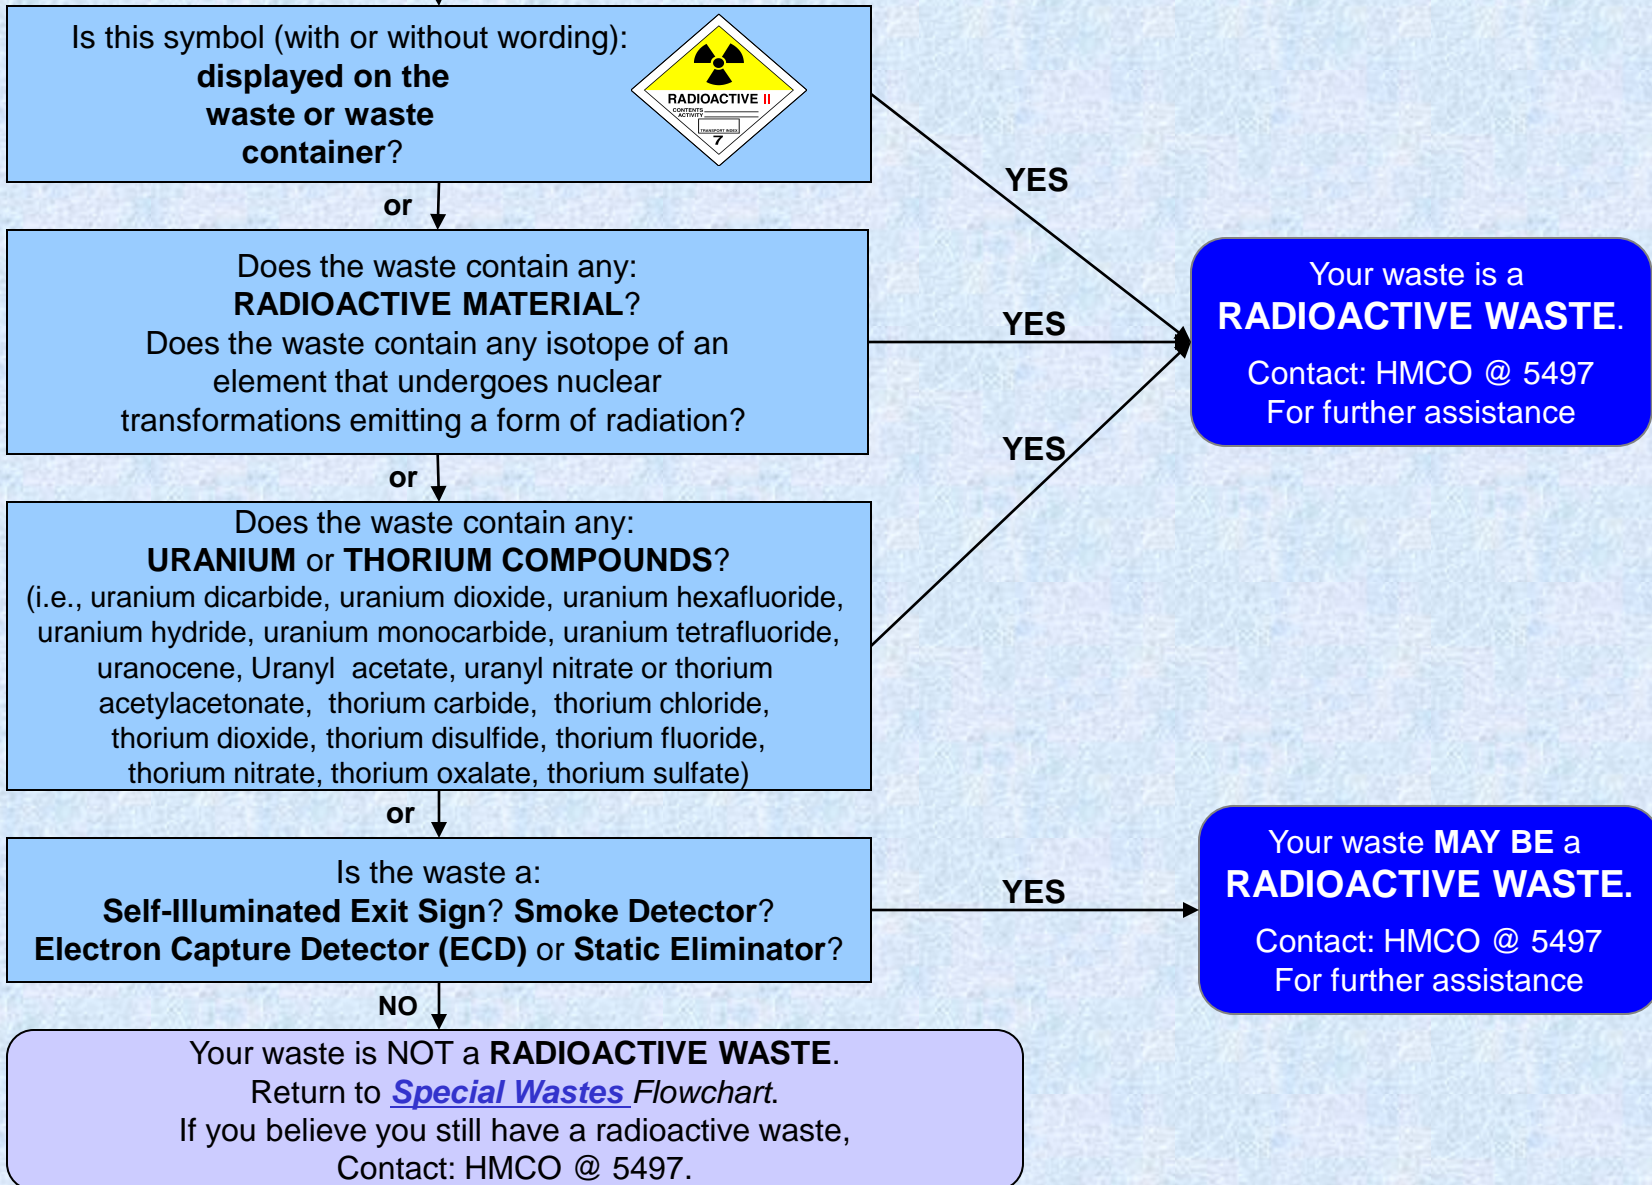 Is this symbol (with or without wording):
displayed on the
waste or waste
container?
RADIOACTIVE II
CONTENTS
ACTIVITY
TRANSPORT INDEX
7
YES
or
Does the waste contain any:
RADIOACTIVE MATERIAL?
Does the waste contain any isotope of an
element that undergoes nuclear
transformations emitting a form of radiation?
YES
Your waste is a
RADIOACTIVE WASTE.
Contact: HMCO @ 5497
For further assistance
or
YES
Does the waste contain any:
URANIUM or THORIUM COMPOUNDS?
(i.e., uranium dicarbide, uranium dioxide, uranium hexafluoride,
uranium hydride, uranium monocarbide, uranium tetrafluoride,
uranocene, Uranyl acetate, uranyl nitrate or thorium
acetylacetonate, thorium carbide, thorium chloride,
thorium dioxide, thorium disulfide, thorium fluoride,
thorium nitrate, thorium oxalate, thorium sulfate)
or
Is the waste a:
Self-Illuminated Exit Sign? Smoke Detector?
Electron Capture Detector (ECD) or Static Eliminator?
YES
Your waste MAY BE a
RADIOACTIVE WASTE.
Contact: HMCO @ 5497
For further assistance
NO
Your waste is NOT a RADIOACTIVE WASTE.
Return to Special Wastes Flowchart.
If you believe you still have a radioactive waste,
Contact: HMCO @ 5497.